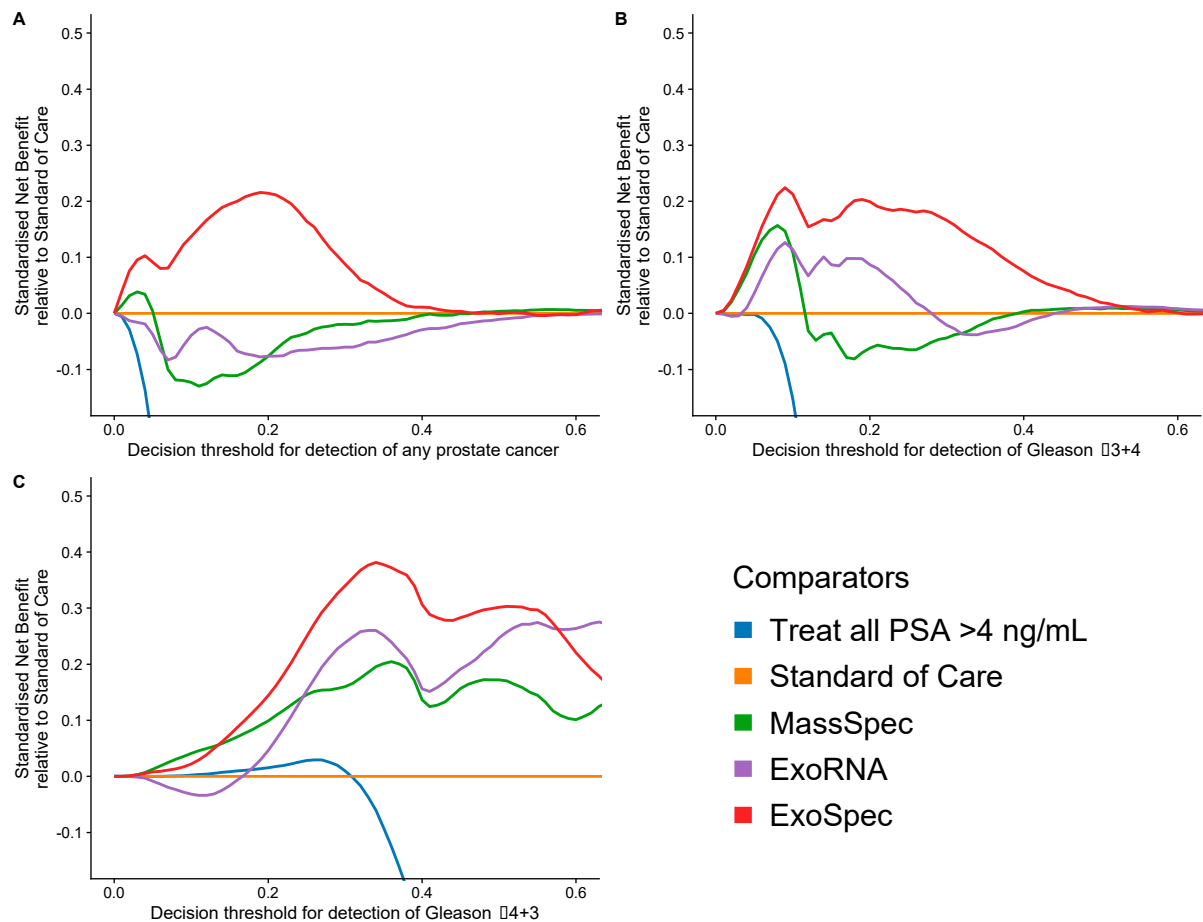 A
0.5
0.4
0.3
0.2
0.1
0.0
-0.1
Standardised Net Benefit
relative to Standard of Care
0.0 0.2 0.4 0.6
Decision threshold for detection of any prostate cancer
B
0.5
0.4
0.3
0.2
0.1
0.0
-0.1
Standardised Net Benefit
relative to Standard of Care
0.0 0.2 0.4 0.6
Decision threshold for detection of Gleason ▯3+4
C
0.5
0.4
0.3
0.2
0.1
0.0
-0.1
Standardised Net Benefit
relative to Standard of Care
0.0 0.2 0.4 0.6
Decision threshold for detection of Gleason ▯4+3
Comparators
Treat all PSA >4 ng/mL
Standard of Care
MassSpec
ExoRNA
ExoSpec